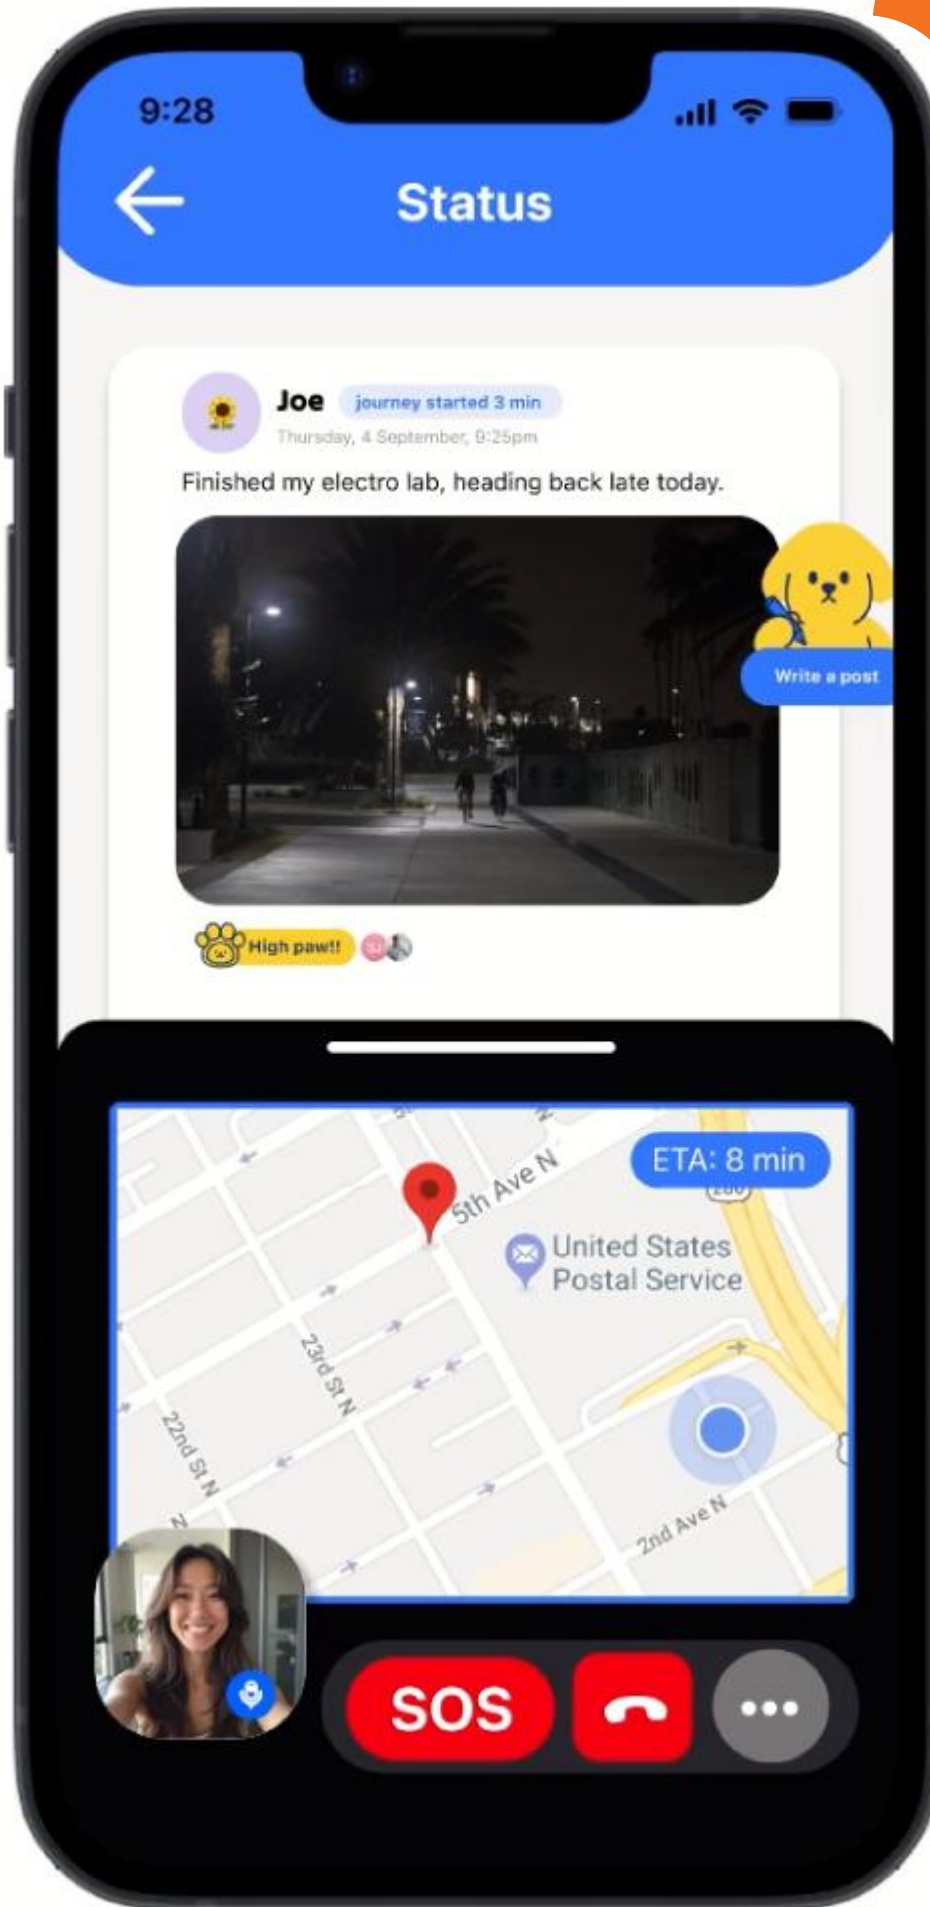 9:28
Status
Joe
journey started 3 min
Thursday, 4 September, 9:25pm
Finished my electro lab, heading back late today.
Write a post
High paw!!
ETA: 8 min
5th Ave N
United States
Postal Service
23rd St N
22nd St N
2nd Ave N
N
N
SOS